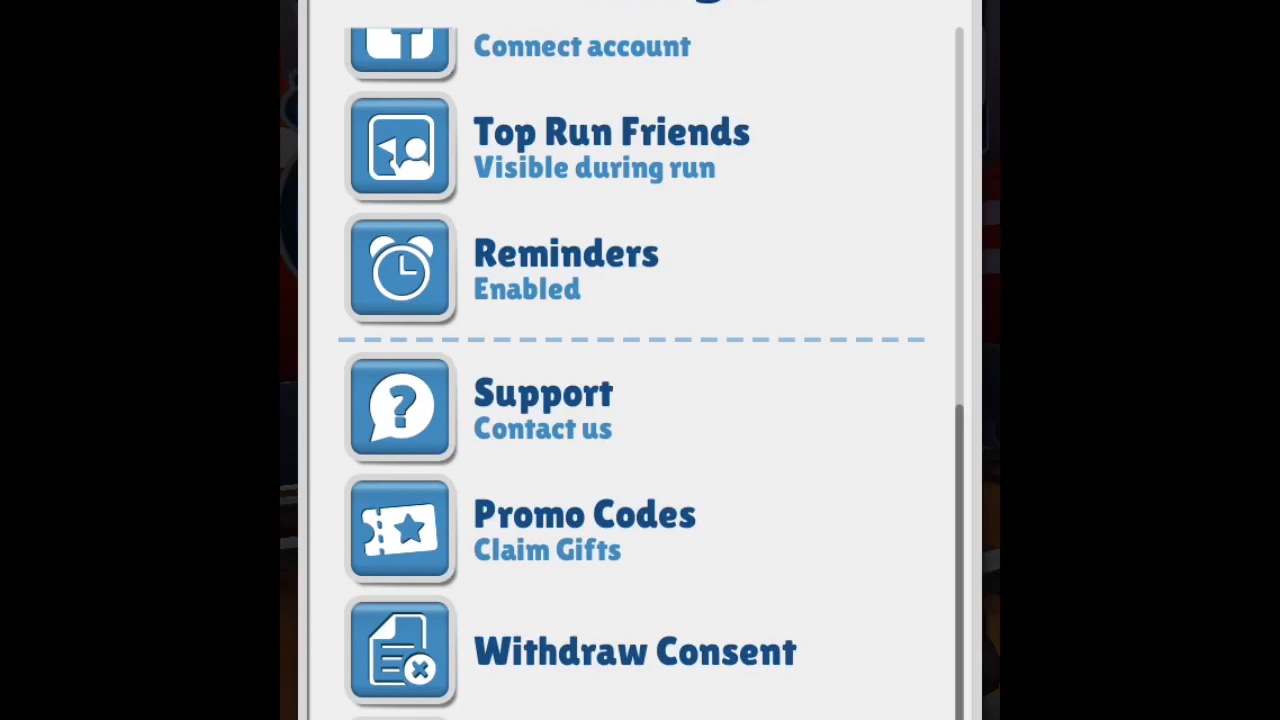 Connect account
Top Run Friends
Visible during run
Reminders
Enabled
Support
Contact us
Promo Codes
Claim Gifts
Withdraw Consent